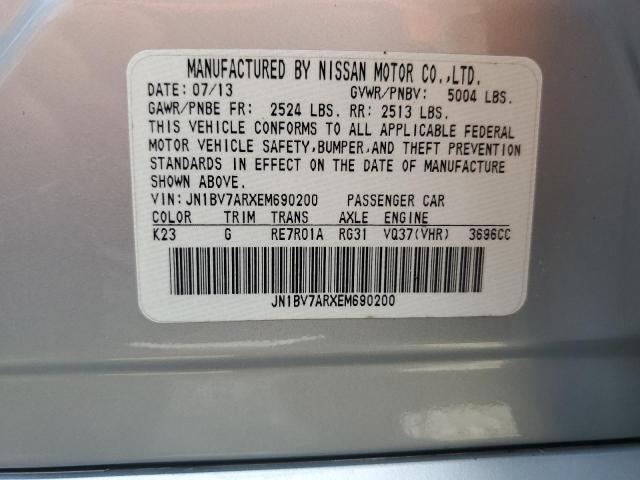 MANUFACTURED BY NISSAN MOTOR CO.,LTD.
DATE: 07/13 GVWR/PNBV: 5004 LBS.
GAWR/PNBE FR: 2524 LBS. RR: 2513 LBS.
THIS VEHICLE CONFORMS TO ALL APPLICABLE FEDERAL
MOTOR VEHICLE SAFETY,BUMPER,AND THEFT PREVENTION
STANDARDS IN EFFECT ON THE DATE OF MANUFACTURE
SHOWN ABOVE.
VIN:JN1BV7ARXEM690200 PASSENGER CAR
COLOR TRIM TRANS AXLE ENGINE
K23 G RE7R01A RG31 VQ37(VHR) 3696CC
JN1BV7ARXEM690200